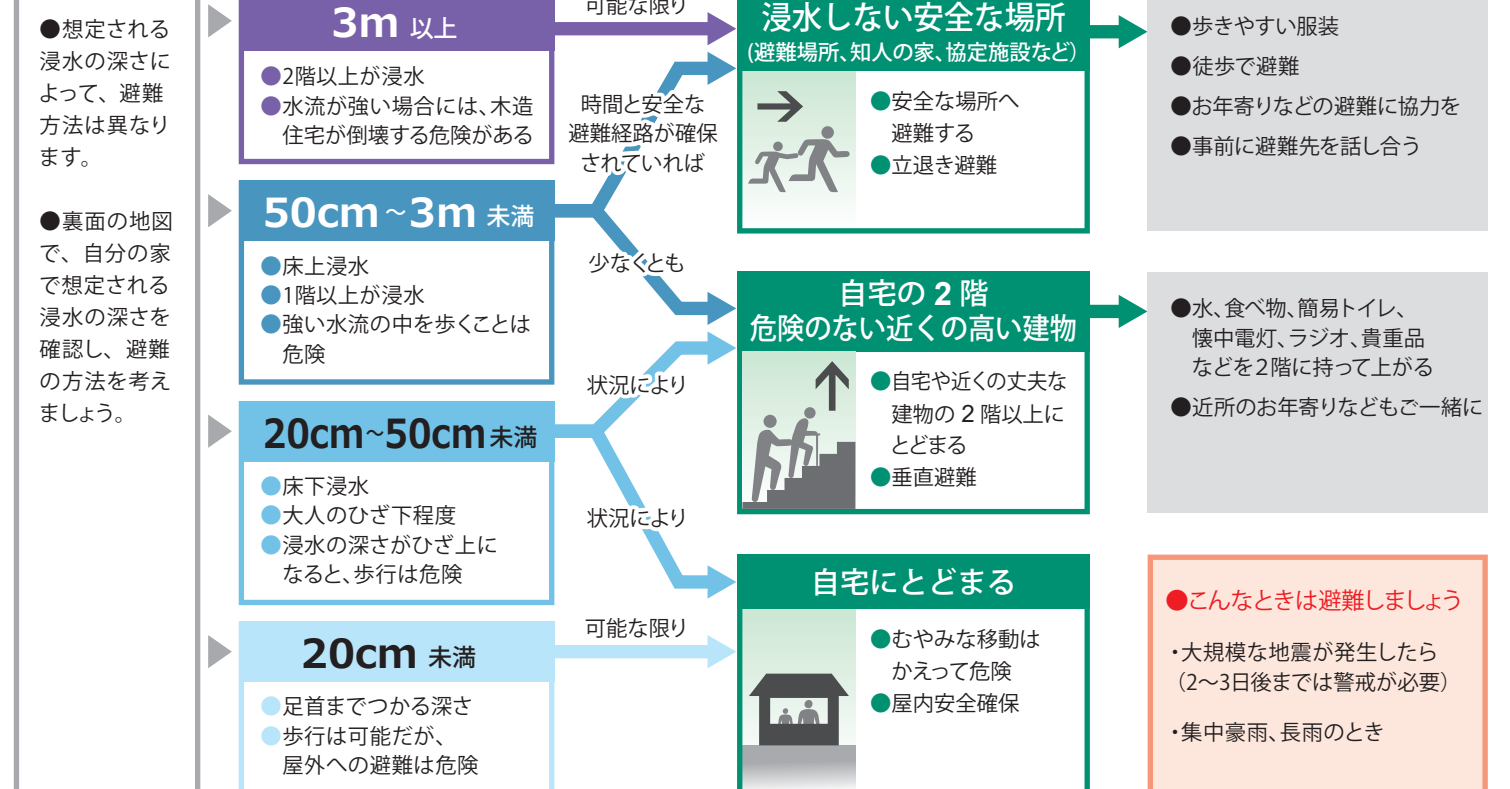 ●想定される
浸水の深さに
よって、避難
方法は異なり
ます。
●裏面の地図
で、自分の家
で想定される
浸水の深さを
確認し、避難
の方法を考え
ましょう。
3m 以上
●2階以上が浸水
●水流が強い場合には、木造
住宅が倒壊する危険がある
50cm~3m 未満
●床上浸水
●1階以上が浸水
●強い水流の中を歩くことは
危険
20cm~50cm未満
●床下浸水
●大人のひざ下程度
●浸水の深さがひざ上に
なると、歩行は危険
20cm 未満
●足首までつかる深さ
●歩行は可能だが、
屋外への避難は危険
可能な限り
時間と安全な
避難経路が確保
されていれば
少なくとも
状況により
状況により
可能な限り
浸水しない安全な場所
(避難場所、知人の家、協定施設など)
●安全な場所へ
避難する
●立退き避難
自宅の 2 階
危険のない近くの高い建物
●自宅や近くの丈夫な
建物の 2 階以上に
とどまる
●垂直避難
自宅にとどまる
●むやみな移動は
かえって危険
●屋内安全確保
●歩きやすい服装
●徒歩で避難
●お年寄りなどの避難に協力を
●事前に避難先を話し合う
●水、食べ物、簡易トイレ、
懐中電灯、ラジオ、貴重品
などを2階に持って上がる
●近所のお年寄りなどもご一緒に
●こんなときは避難しましょう
・大規模な地震が発生したら
(2〜3日後までは警戒が必要)
・集中豪雨、長雨のとき